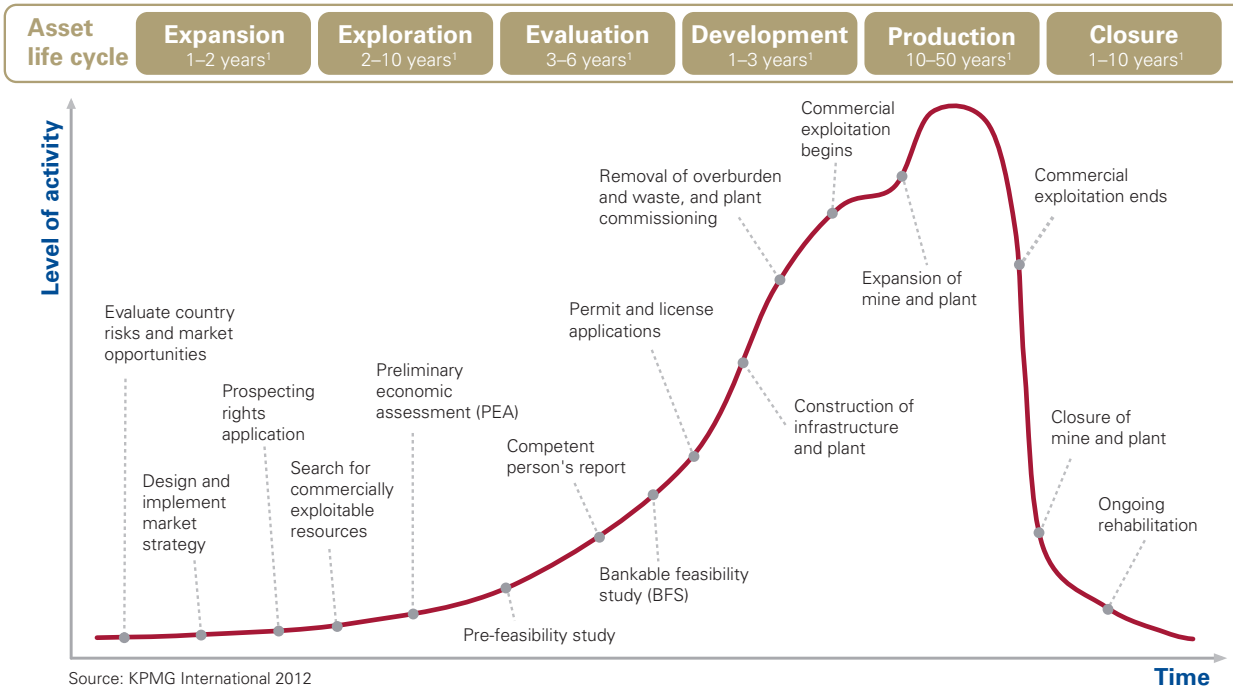 Asset
life cycle
Expansion
1–2 years¹
Exploration
2–10 years¹
Evaluation
3–6 years¹
Development
1–3 years¹
Production
10–50 years¹
Closure
1–10 years¹
Level of activity
Evaluate country
risks and market
opportunities
Design and
implement
market
strategy
Prospecting
rights
application
Search for
commercially
exploitable
resources
Preliminary
economic
assessment (PEA)
Pre-feasibility study
Competent
person's report
Bankable feasibility
study (BFS)
Permit and license
applications
Construction of
infrastructure
and plant
Removal of overburden
and waste, and plant
commissioning
Commercial
exploitation
begins
Expansion of
mine and plant
Commercial
exploitation ends
Closure of
mine and plant
Ongoing
rehabilitation
Source: KPMG International 2012
Time